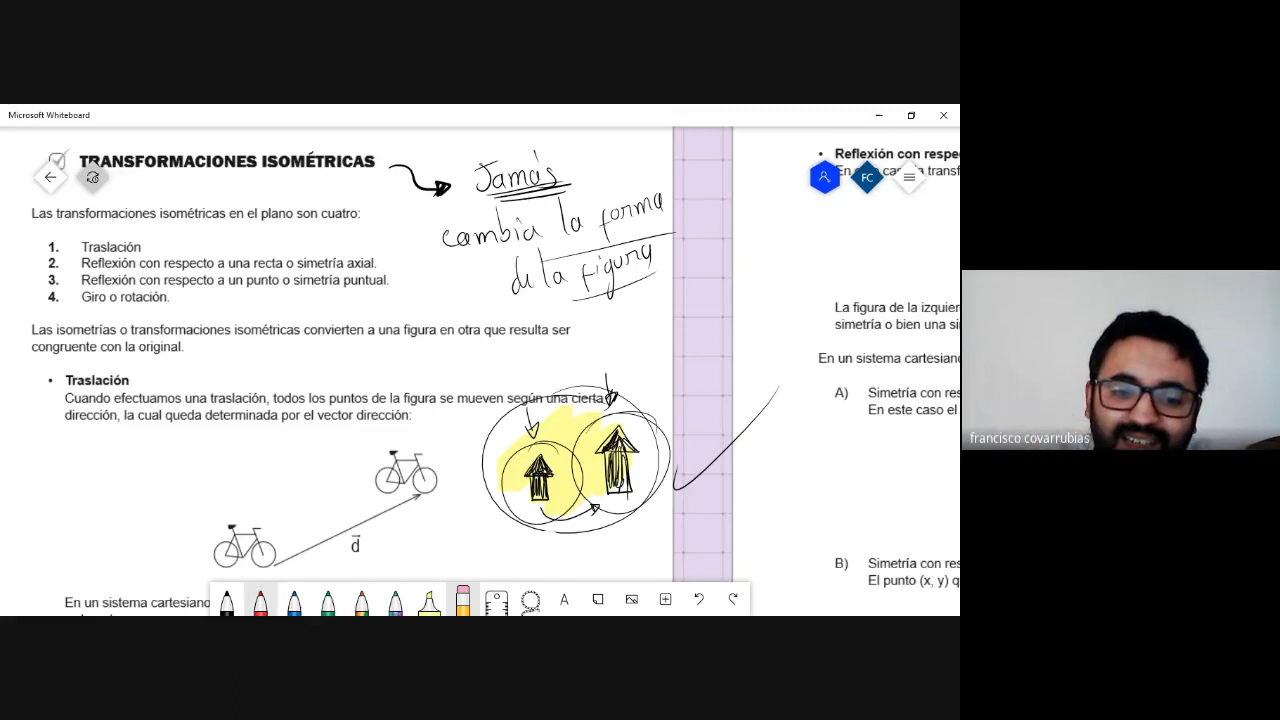 Microsoft Whiteboard
TRANSFORMACIONES ISOMÉTRICAS
Jamás
cambia la forma
de la figura
Las transformaciones isométricas en el plano son cuatro:
1. Traslación
2. Reflexión con respecto a una recta o simetría axial.
3. Reflexión con respecto a un punto o simetría puntual.
4. Giro o rotación.
Las isometrías o transformaciones isométricas convierten a una figura en otra que resulta ser
congruente con la original.
• Traslación
Cuando efectuamos una traslación, todos los puntos de la figura se mueven según una cierta
dirección, la cual queda determinada por el vector dirección:
d
En un sistema cartesiano
• Reflexión con respe
FC
transf
La figura de la izquier
simetría o bien una si
En un sistema cartesiano
A) Simetría con res
En este caso el
B) Simetría con res
El punto (x, y) q
A
francisco covarrubias